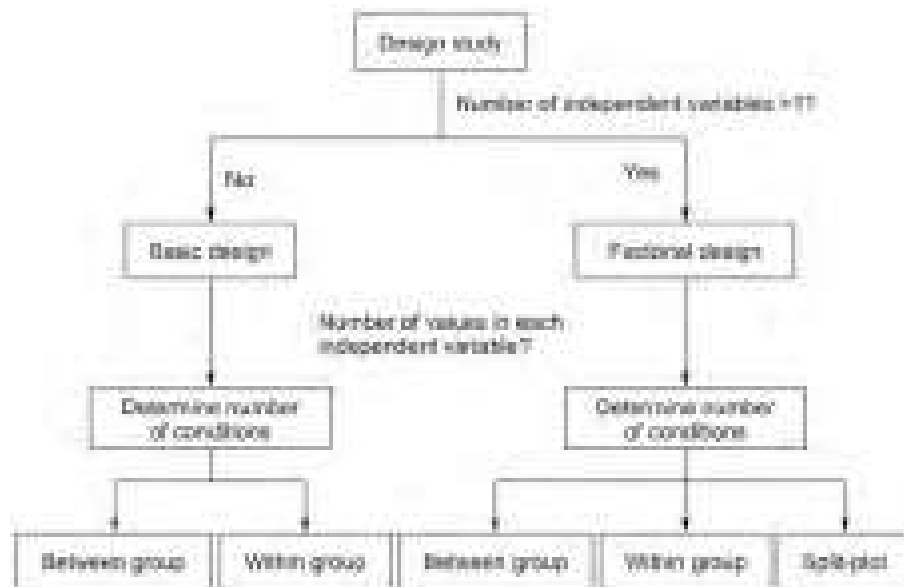 Design study
Number of independent variables >1?
No
Yes
Basic design
Factorial design
Number of values in each
independent variable?
Determine number
of conditions
Determine number
of conditions
Between group
Within group
Between group
Within group
Split-plot